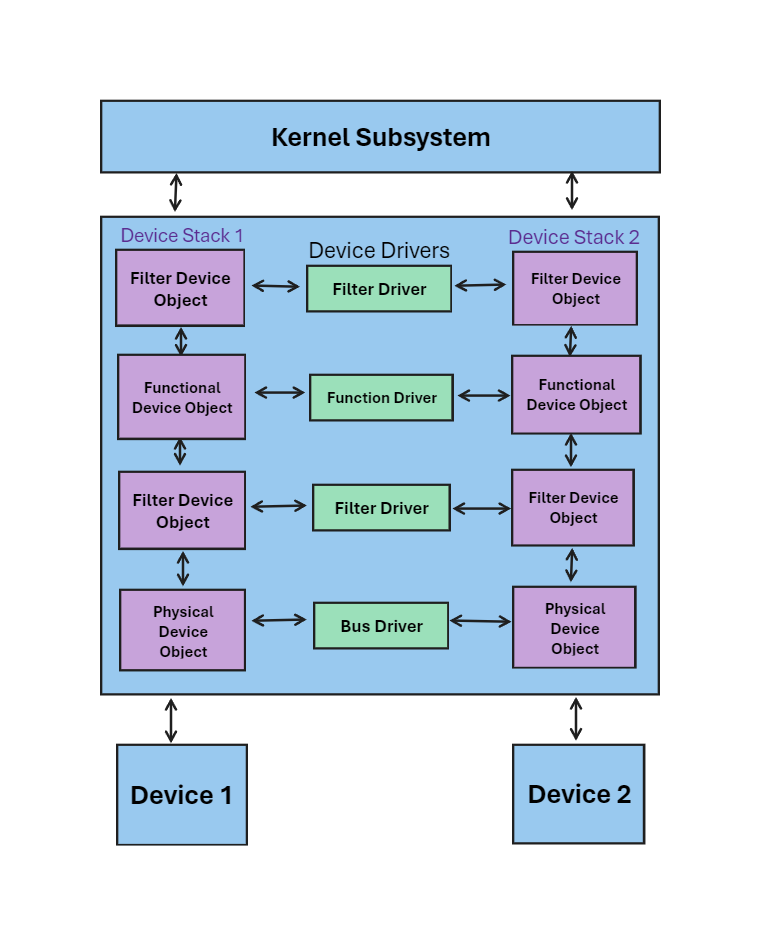 Kernel Subsystem
Device Stack 1
Device Drivers
Device Stack 2
Filter Device
Object
Filter Driver
Filter Device
Object
Functional
Device Object
Function Driver
Functional
Device Object
Filter Device
Object
Filter Driver
Filter Device
Object
Physical
Device
Object
Bus Driver
Physical
Device
Object
Device 1
Device 2